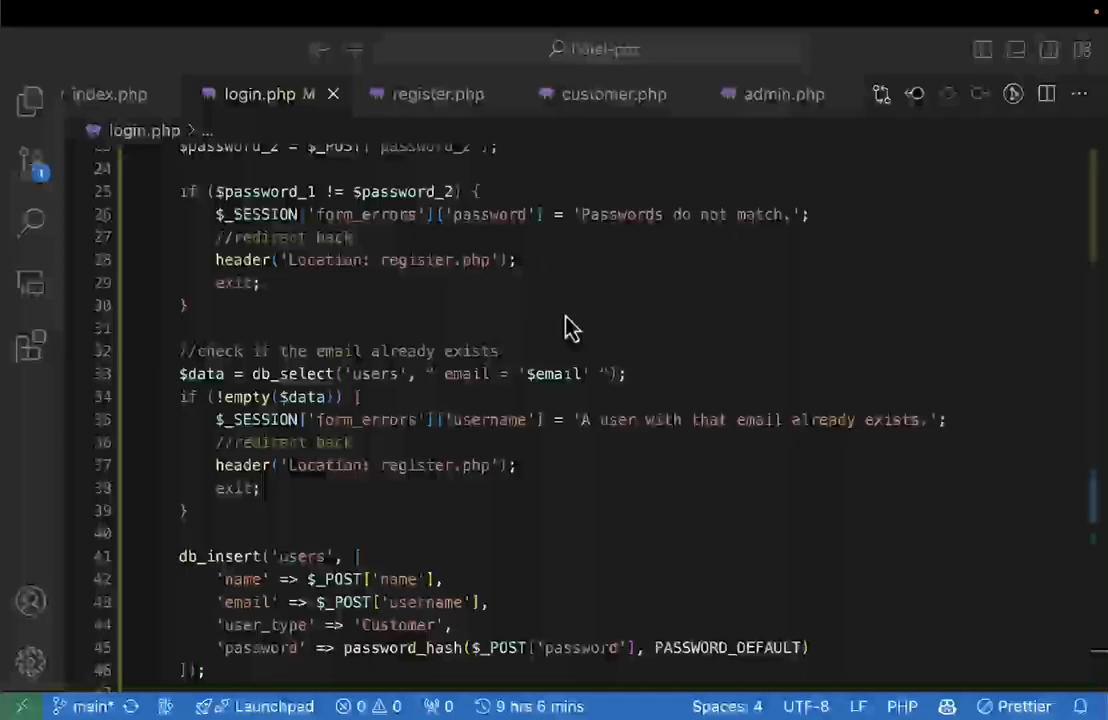 index.php login.php M register.php customer.php admin.php
login.php > ...
23 $password_2 = $_POST['password_2'];
24
25 if ($password_1 != $password_2) {
26 $_SESSION['form_errors']['password'] = 'Passwords do not match.';
27 //redirect back
28 header('Location: register.php');
29 exit;
30 }
31
32 //check if the email already exists
33 $data = db_select('users', " email = '$email' ");
34 if (!empty($data)) {
35 $_SESSION['form_errors']['username'] = 'A user with that email already exists.';
36 //redirect back
37 header('Location: register.php');
38 exit;
39 }
40
41 db_insert('users', [
42 'name' => $_POST['name'],
43 'email' => $_POST['username'],
44 'user_type' => 'Customer',
45 'password' => password_hash($_POST['password'], PASSWORD_DEFAULT)
46 ]);
main* Launchpad 0 0 0 9 hrs 6 mins Spaces: 4 UTF-8 LF PHP Prettier
1